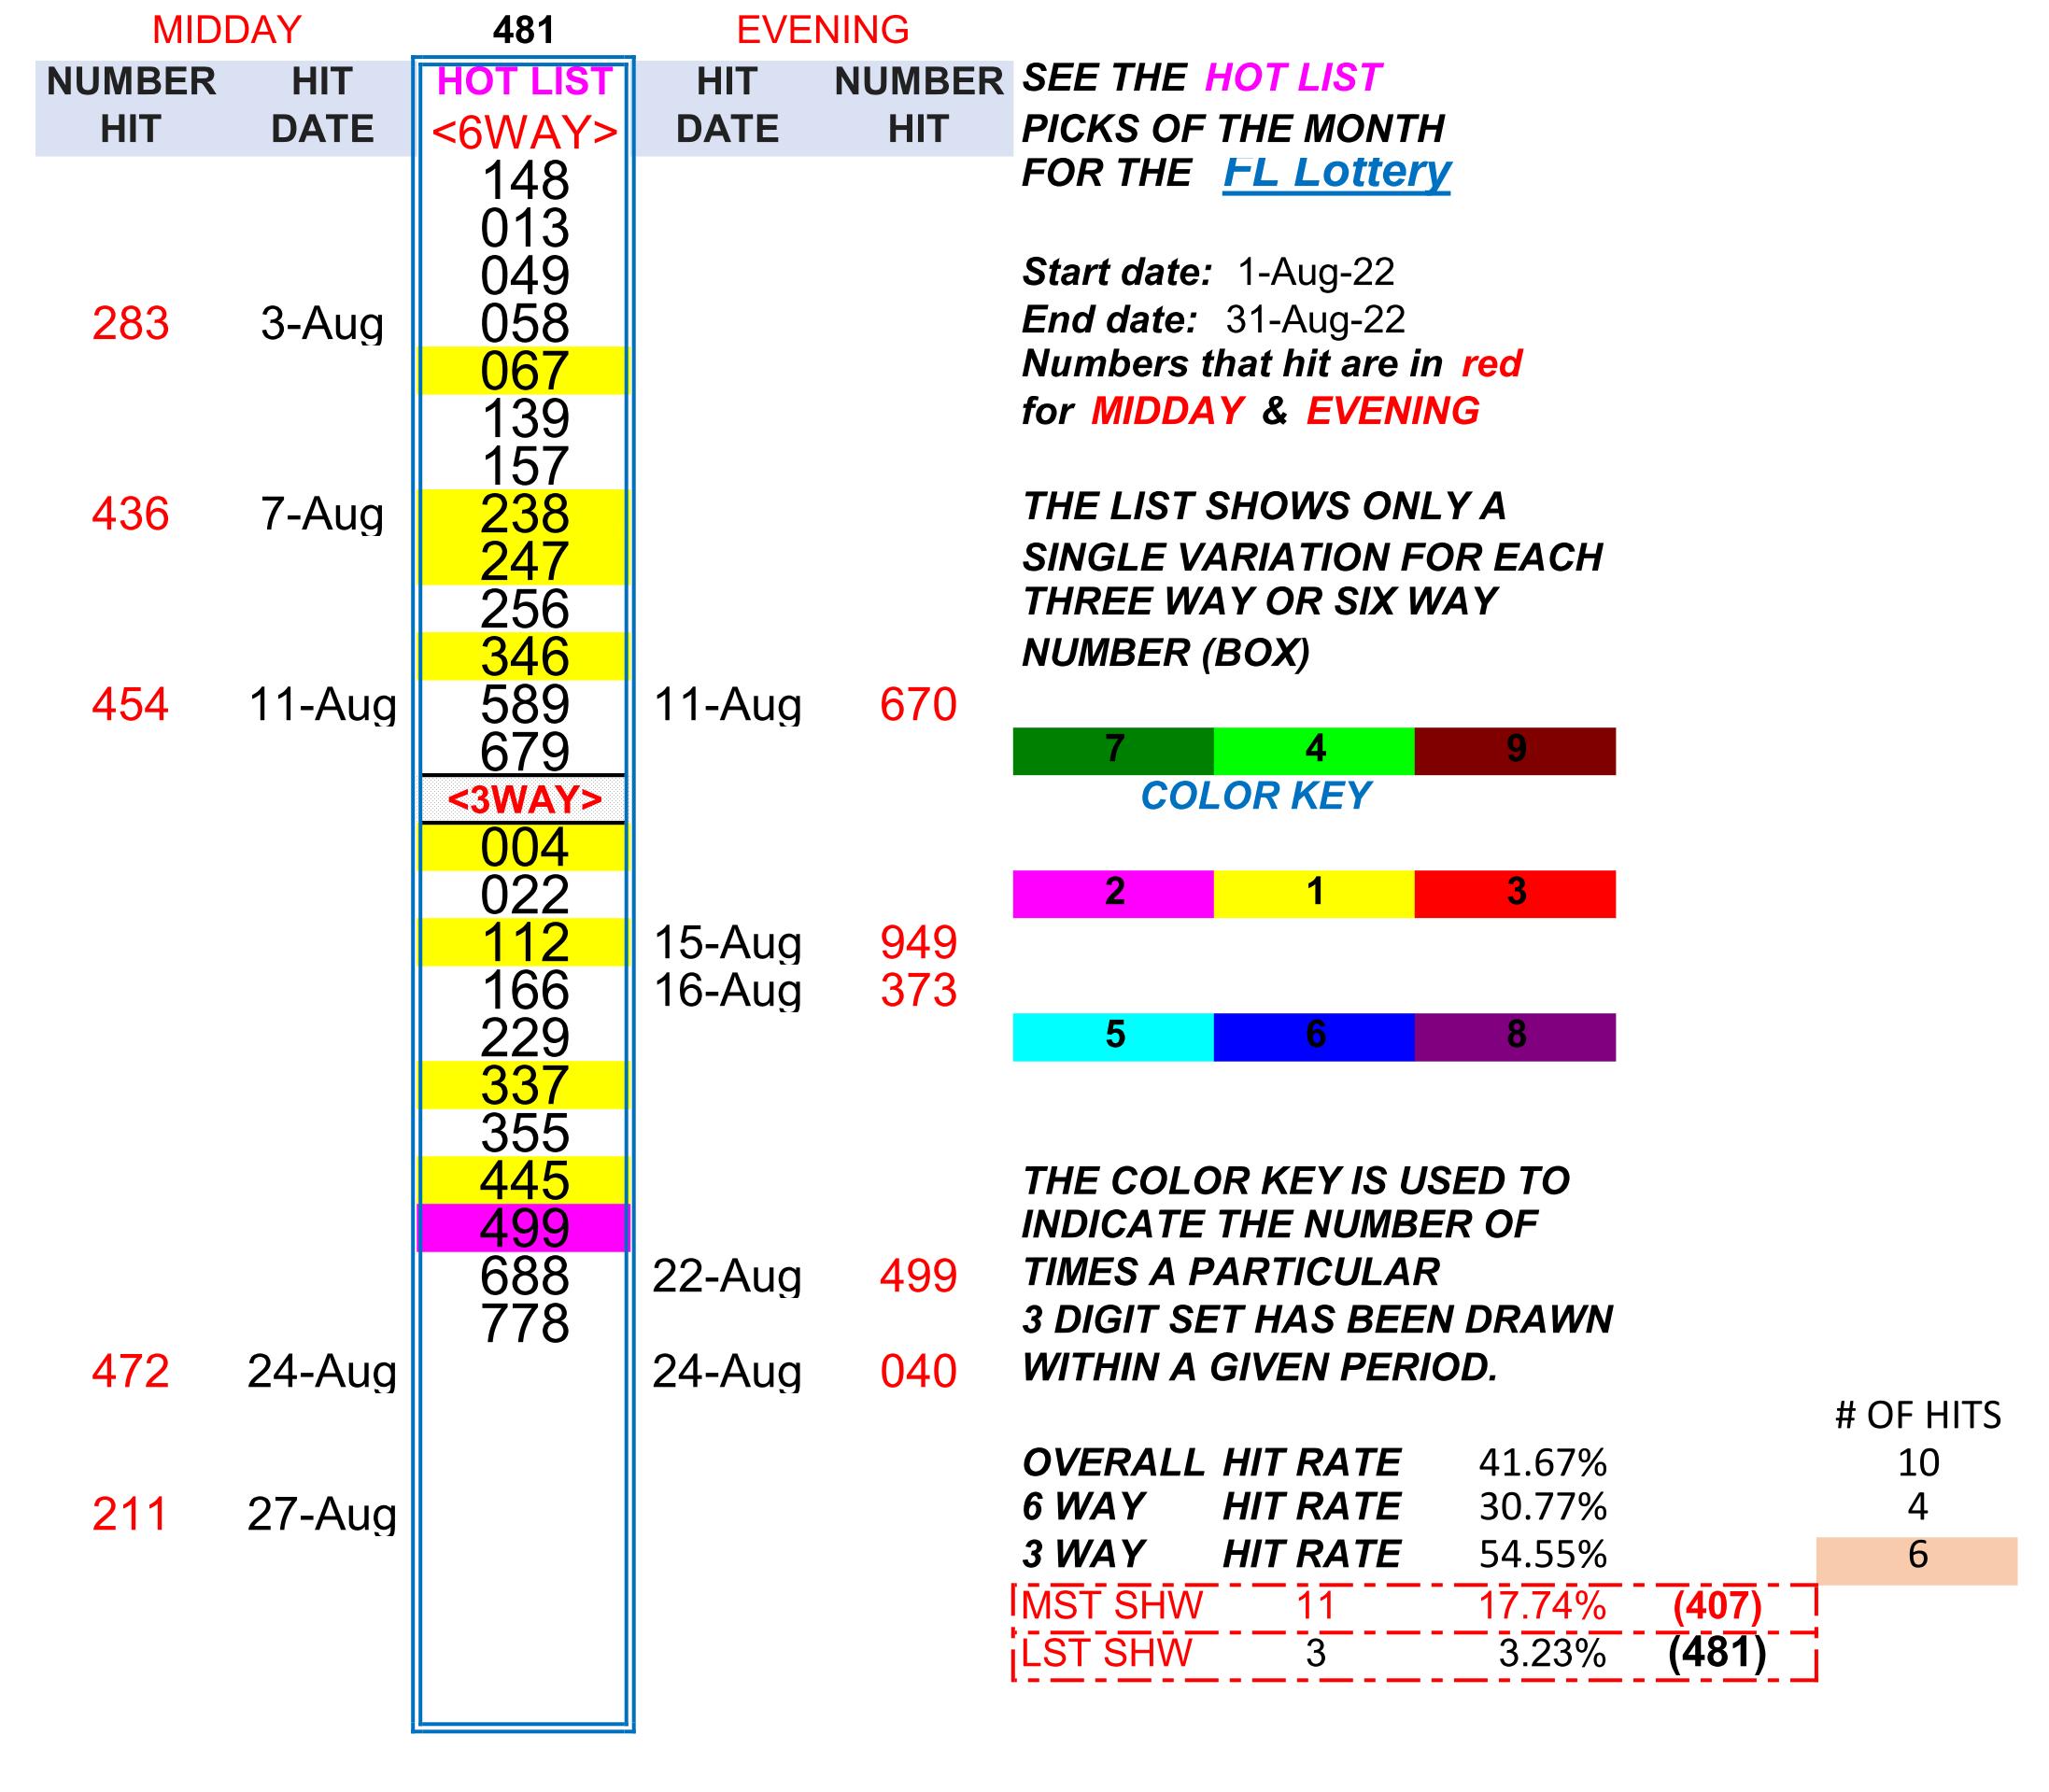 MIDDAY 481 EVENING
NUMBER HIT HOT LIST HIT NUMBER SEE THE HOT LIST
HIT DATE <6WAY> DATE HIT PICKS OF THE MONTH
148 FOR THE FL Lottery
013
049 Start date: 1-Aug-22
283 3-Aug 058 End date: 31-Aug-22
067 Numbers that hit are in red
139 for MIDDAY & EVENING
157
436 7-Aug 238 THE LIST SHOWS ONLY A
247 SINGLE VARIATION FOR EACH
256 THREE WAY OR SIX WAY
346 NUMBER (BOX)
454 11-Aug 589 11-Aug 670
679 7 4 9
<3WAY> COLOR KEY
004
022 2 1 3
112 15-Aug 949
166 16-Aug 373
229 5 6 8
337
355
445 THE COLOR KEY IS USED TO
499 INDICATE THE NUMBER OF
688 22-Aug 499 TIMES A PARTICULAR
778 3 DIGIT SET HAS BEEN DRAWN
472 24-Aug 24-Aug 040 WITHIN A GIVEN PERIOD.
# OF HITS
OVERALL HIT RATE 41.67% 10
211 27-Aug 6 WAY HIT RATE 30.77% 4
3 WAY HIT RATE 54.55% 6
MST SHW 11 17.74% (407)
LST SHW 3 3.23% (481)